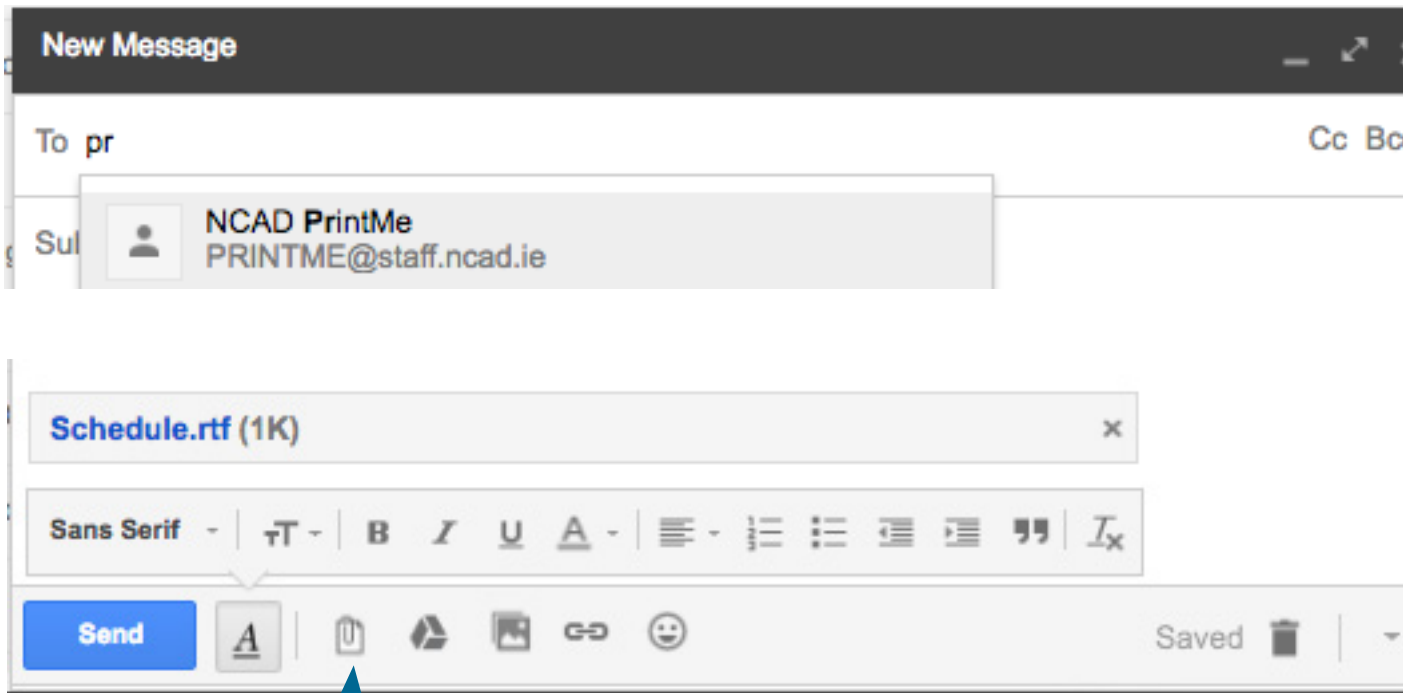 New Message
To pr Cc Bc
Sul NCAD PrintMe
PRINTME@staff.ncad.ie
Schedule.rtf (1K)
Sans Serif T B I U A T
Send A Saved